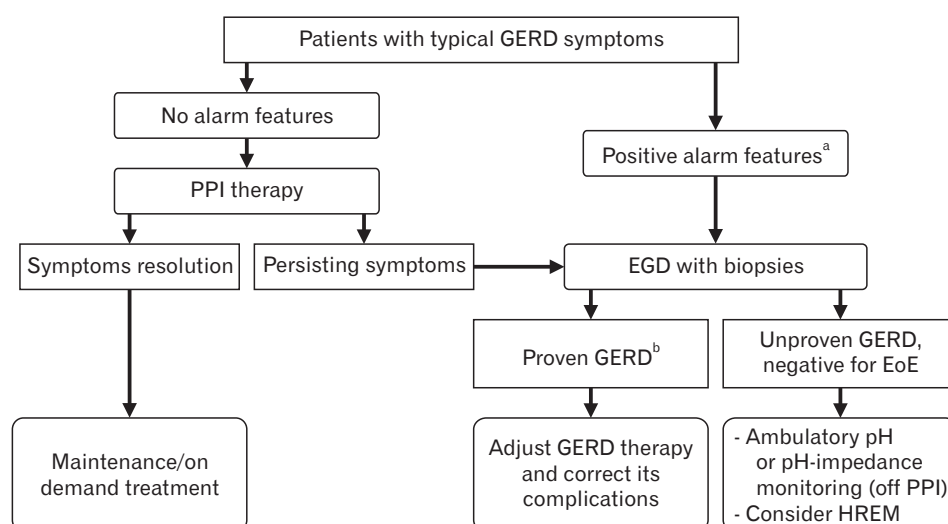 Patients with typical GERD symptoms
No alarm features
Positive alarm features^a
PPI therapy
Symptoms resolution
Persisting symptoms
EGD with biopsies
Proven GERD^b
Unproven GERD,
negative for EoE
Maintenance/on
demand treatment
Adjust GERD therapy
and correct its
complications
- Ambulatory pH
or pH-impedance
monitoring (off PPI)
- Consider HREM